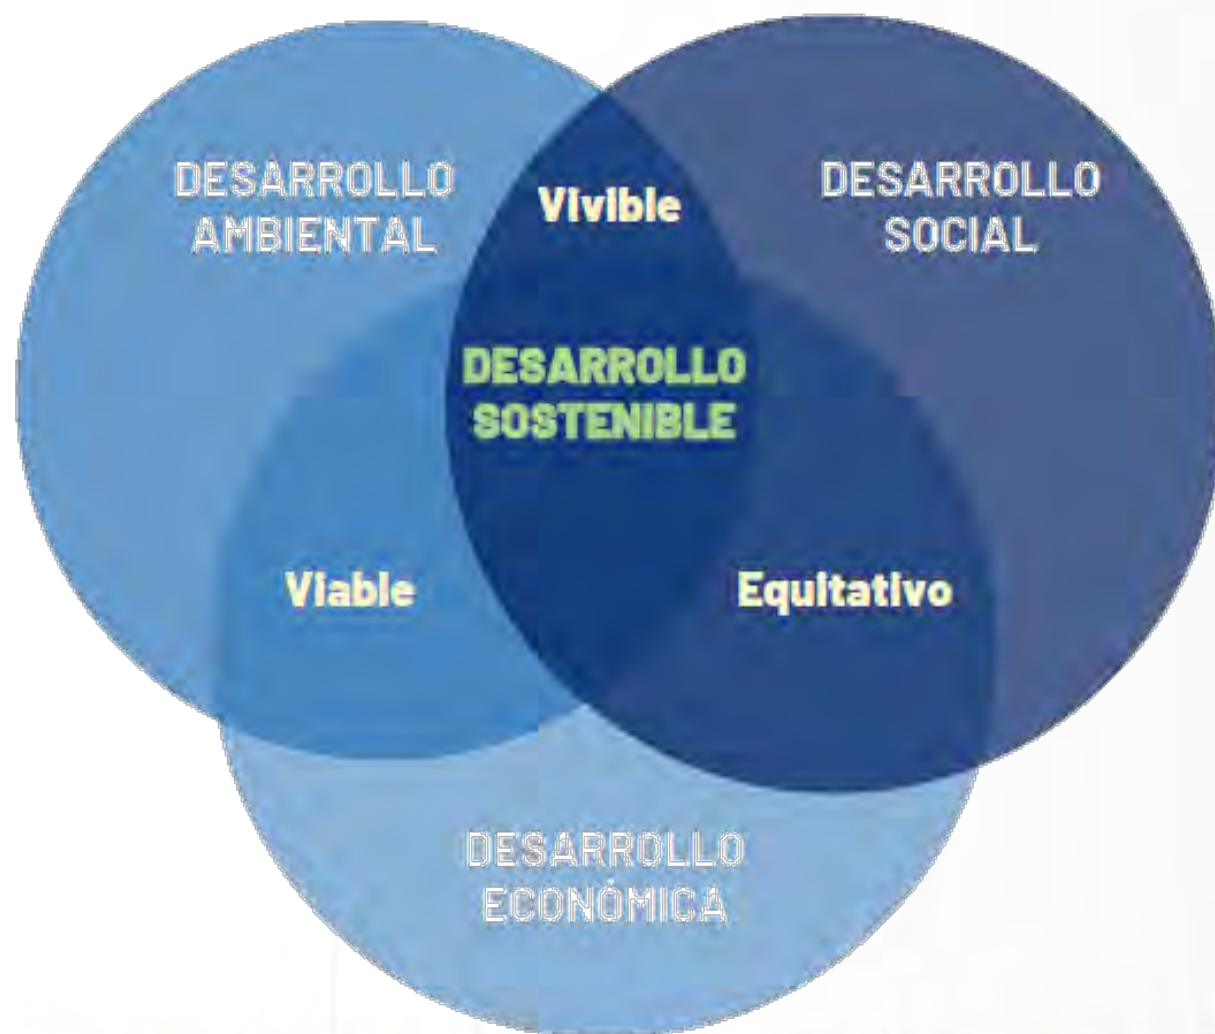 DESARROLLO
AMBIENTAL
Vivible
DESARROLLO
SOCIAL
DESARROLLO
SOSTENIBLE
Viable
Equitativo
DESARROLLO
ECONÓMICA